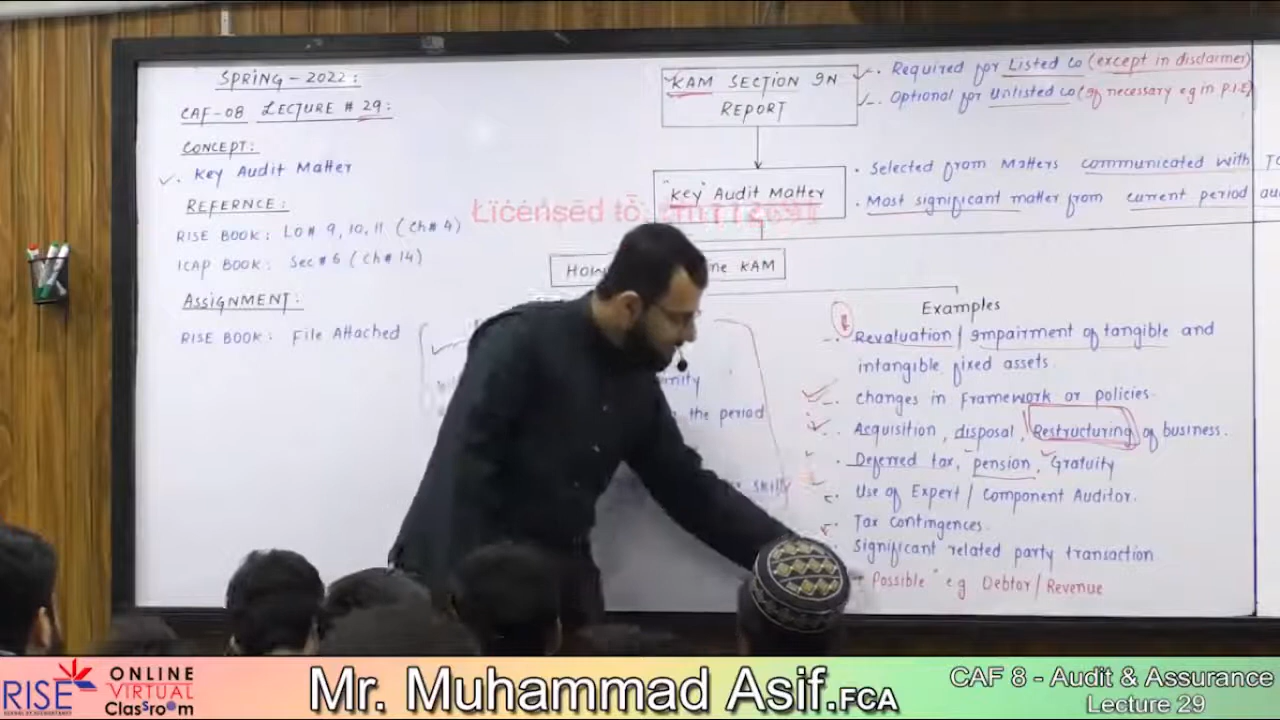 SPRING - 2022:
CAF-08 LECTURE # 29:
CONCEPT:
Key Audit Matter
REFERNCE:
RISE BOOK: LO# 9, 10, 11 (Ch# 4)
ICAP BOOK: Sec # 6 (Ch# 14)
ASSIGNMENT:
RISE BOOK: File Attached
KAM SECTION IN
REPORT
Required for Listed Co (except in disclaimer)
Optional for Unlisted Co (If necessary eg in P.I.E)
"Key" Audit Matter
Selected from Matters communicated with
Most significant matter from current period
Licensed to:
KAM
the period
skill
Examples
Revaluation / Impairment of tangible and
intangible fixed assets.
Changes in Framework or policies.
Acquisition, disposal, Restructuring of business.
Deferred tax, pension, Gratuity
Use of Expert / Component Auditor.
Tax contingences.
Significant related party transaction.
Possible" eg Debtor / Revenue
RISE
ONLINE
VIRTUAL
Classroom
Mr. Muhammad Asif.FCA
CAF 8 - Audit & Assurance
Lecture 29